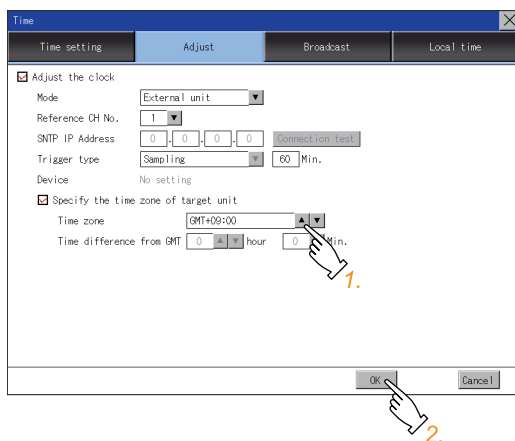 Time
Time setting Adjust Broadcast Local time
Adjust the clock
Mode External unit
Reference CH No. 1
SNTP IP Address 0 . 0 . 0 . 0 Connection test
Trigger type Sampling 60 Min.
Device No setting
Specify the time zone of target unit
Time zone GMT+09:00
Time difference from GMT 0 hour 0 Min.
1.
OK Cancel
2.